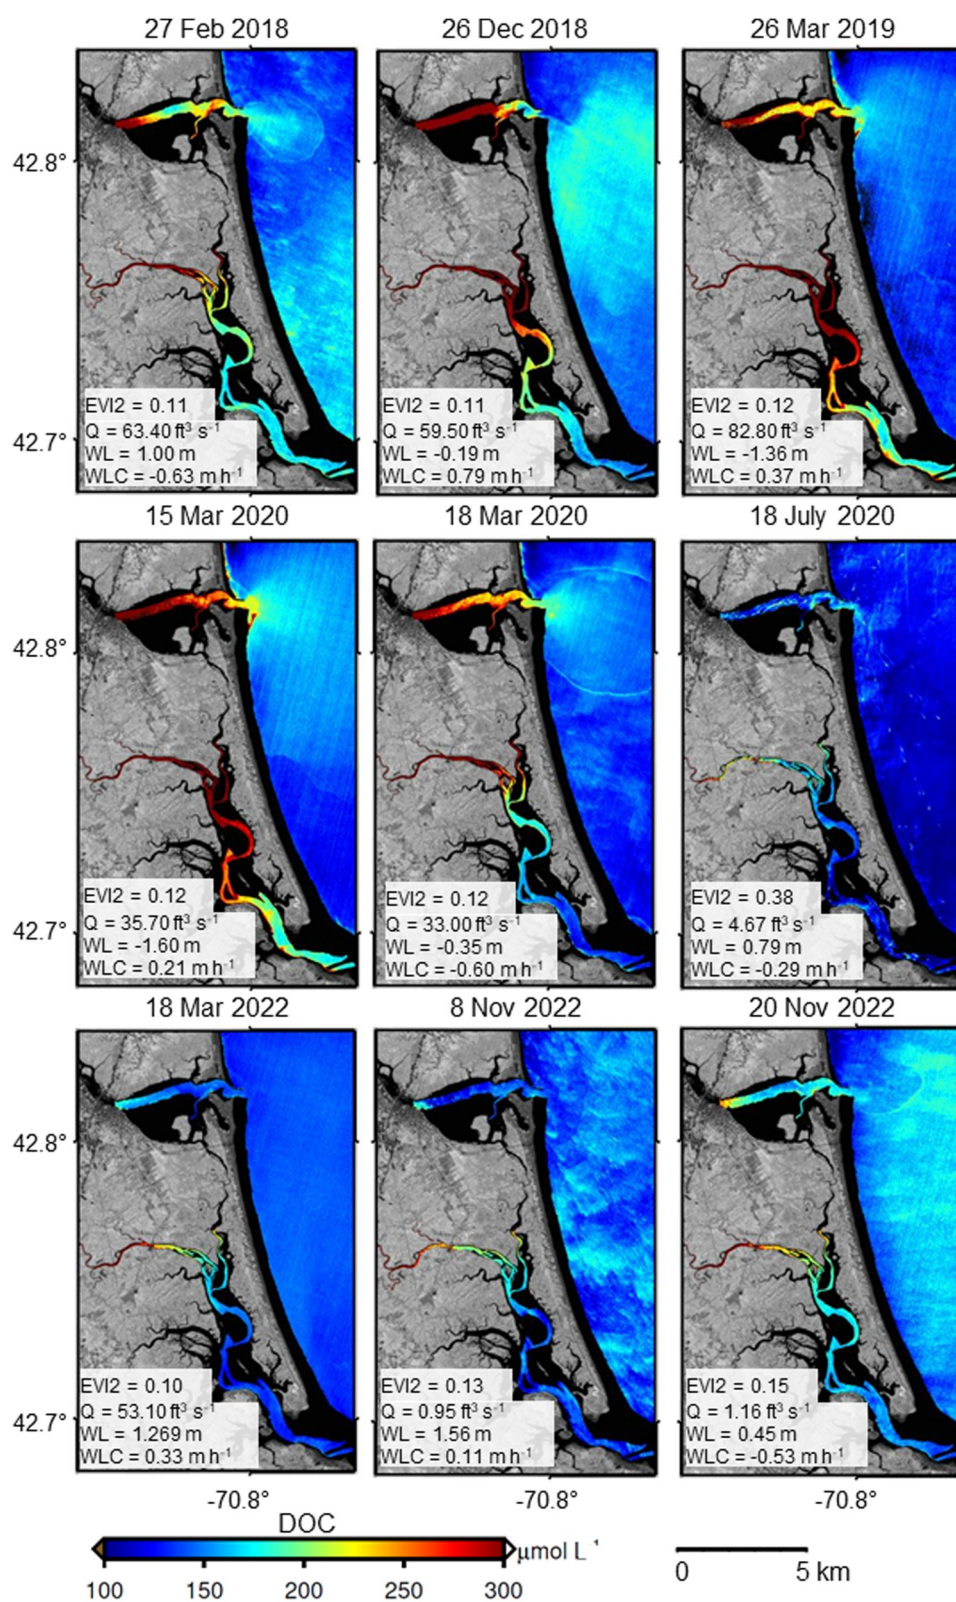 27 Feb 2018
26 Dec 2018
26 Mar 2019
42.8°
42.7°
EVI2 = 0.11
Q = 63.40 ft³ s⁻¹
WL = 1.00 m
WLC = -0.63 m h⁻¹
EVI2 = 0.11
Q = 59.50 ft³ s⁻¹
WL = -0.19 m
WLC = 0.79 m h⁻¹
EVI2 = 0.12
Q = 82.80 ft³ s⁻¹
WL = -1.36 m
WLC = 0.37 m h⁻¹
15 Mar 2020
18 Mar 2020
18 July 2020
42.8°
42.7°
EVI2 = 0.12
Q = 35.70 ft³ s⁻¹
WL = -1.60 m
WLC = 0.21 m h⁻¹
EVI2 = 0.12
Q = 33.00 ft³ s⁻¹
WL = -0.35 m
WLC = -0.60 m h⁻¹
EVI2 = 0.38
Q = 4.67 ft³ s⁻¹
WL = 0.79 m
WLC = -0.29 m h⁻¹
18 Mar 2022
8 Nov 2022
20 Nov 2022
42.8°
42.7°
EVI2 = 0.10
Q = 53.10 ft³ s⁻¹
WL = 1.269 m
WLC = 0.33 m h⁻¹
EVI2 = 0.13
Q = 0.95 ft³ s⁻¹
WL = 1.56 m
WLC = 0.11 m h⁻¹
EVI2 = 0.15
Q = 1.16 ft³ s⁻¹
WL = 0.45 m
WLC = -0.53 m h⁻¹
-70.8°
-70.8°
-70.8°
DOC
µmol L⁻¹
100 150 200 250 300
0 5 km